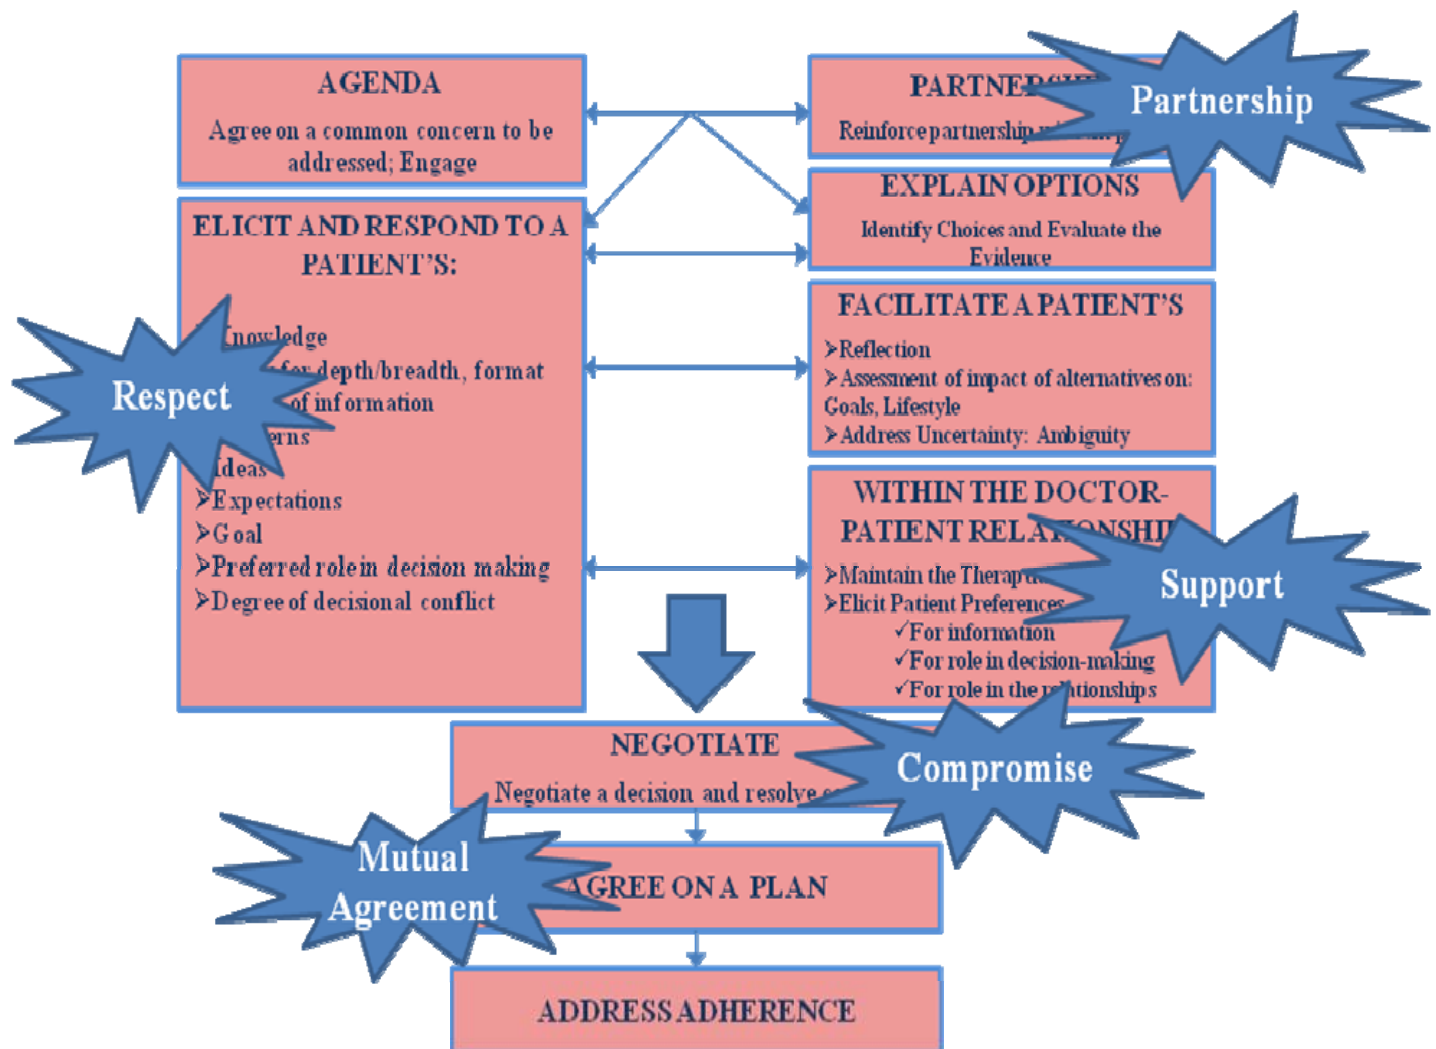 AGENDA
Agree on a common concern to be
addressed; Engage
Partnership
Reinforce partnership
EXPLAIN OPTIONS
Identify Choices and Evaluate the
Evidence
ELICIT AND RESPOND TO A
PATIENT'S:
Knowledge
for depth/breadth, format
of information
Ideas
➢Expectations
➢Goal
➢Preferred role in decision making
➢Degree of decisional conflict
Respect
FACILITATE A PATIENT'S
➢Reflection
➢Assessment of impact of alternatives on:
Goals, Lifestyle
➢Address Uncertainty: Ambiguity
WITHIN THE DOCTOR-
PATIENT RELATIONSHIP
➢Maintain the
➢Elicit Patient Preferences
✓For information
✓For role in decision-making
✓For role in the relationships
Support
NEGOTIATE
Negotiate a decision and resolve
Compromise
Mutual
Agreement
AGREE ON A PLAN
ADDRESS ADHERENCE